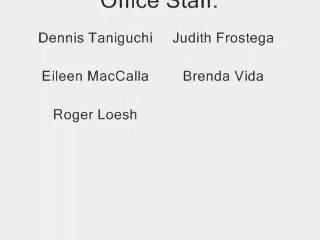 Office Staff:
Dennis Taniguchi Judith Frostega
Eileen MacCalla Brenda Vida
Roger Loesh